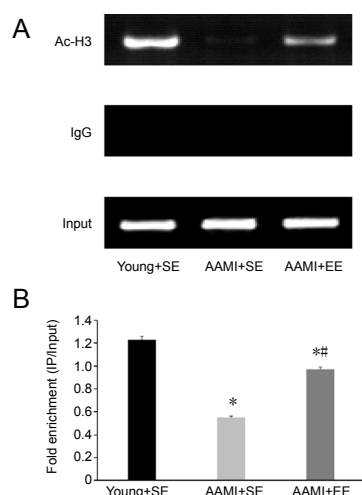 A
Ac-H3
IgG
Input
Young+SE AAMI+SE AAMI+EE
B
Fold enrichment (IP/Input)
1.4
1.2
1.0
0.8
0.6
0.4
0.2
0
*
*#
Young+SE AAMI+SE AAMI+EE